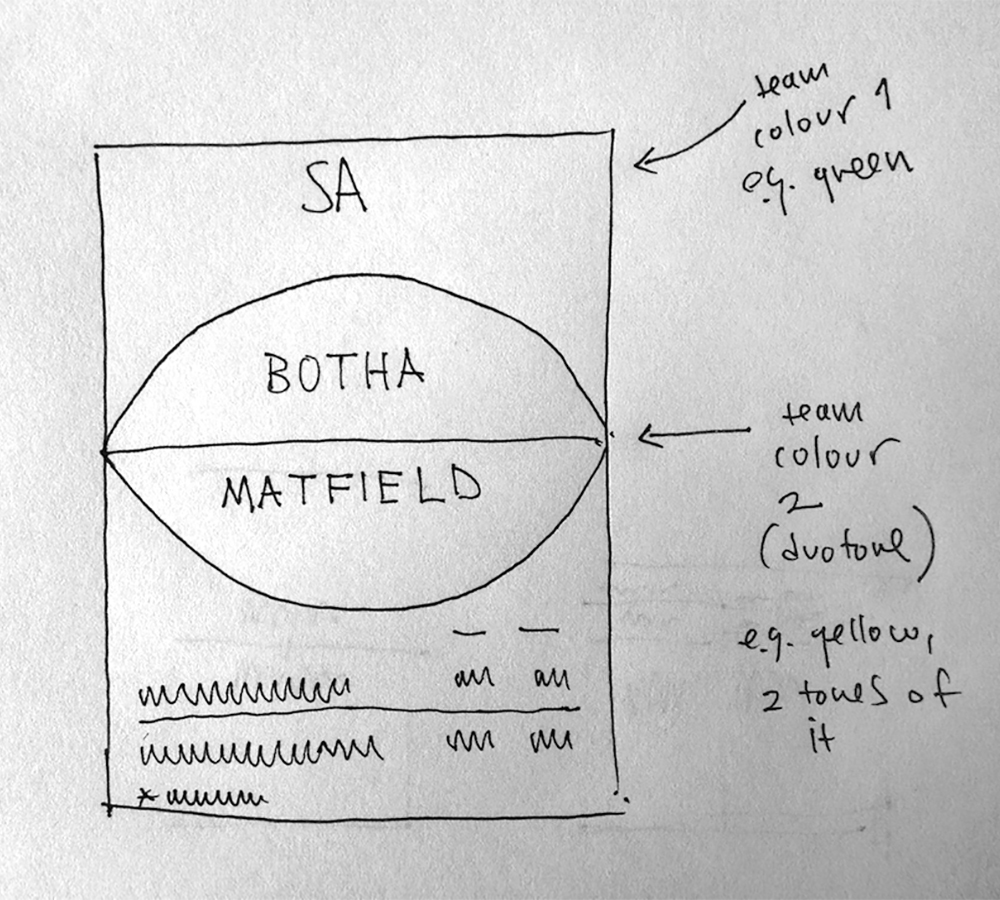 team
colour 1
e.g. green
SA
BOTHA
MATFIELD
team
colour
2
(duotone)
e.g. yellow,
2 tones of
it
*